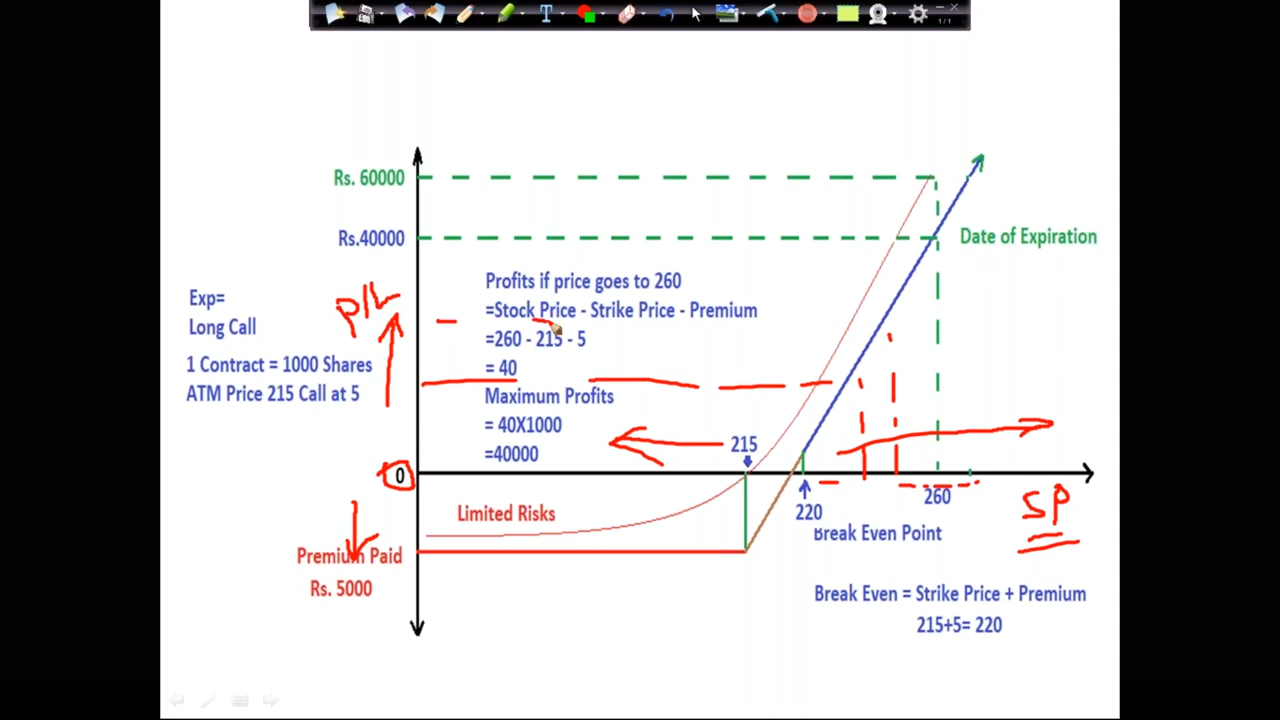 1/1
Rs. 60000
Rs.40000
Date of Expiration
Exp=
Long Call
1 Contract = 1000 Shares
ATM Price 215 Call at 5
P/L
Profits if price goes to 260
=Stock Price - Strike Price - Premium
=260 - 215 - 5
= 40
Maximum Profits
= 40X1000
=40000
215
0
260
SP
220
Break Even Point
Limited Risks
Premium Paid
Rs. 5000
Break Even = Strike Price + Premium
215+5= 220